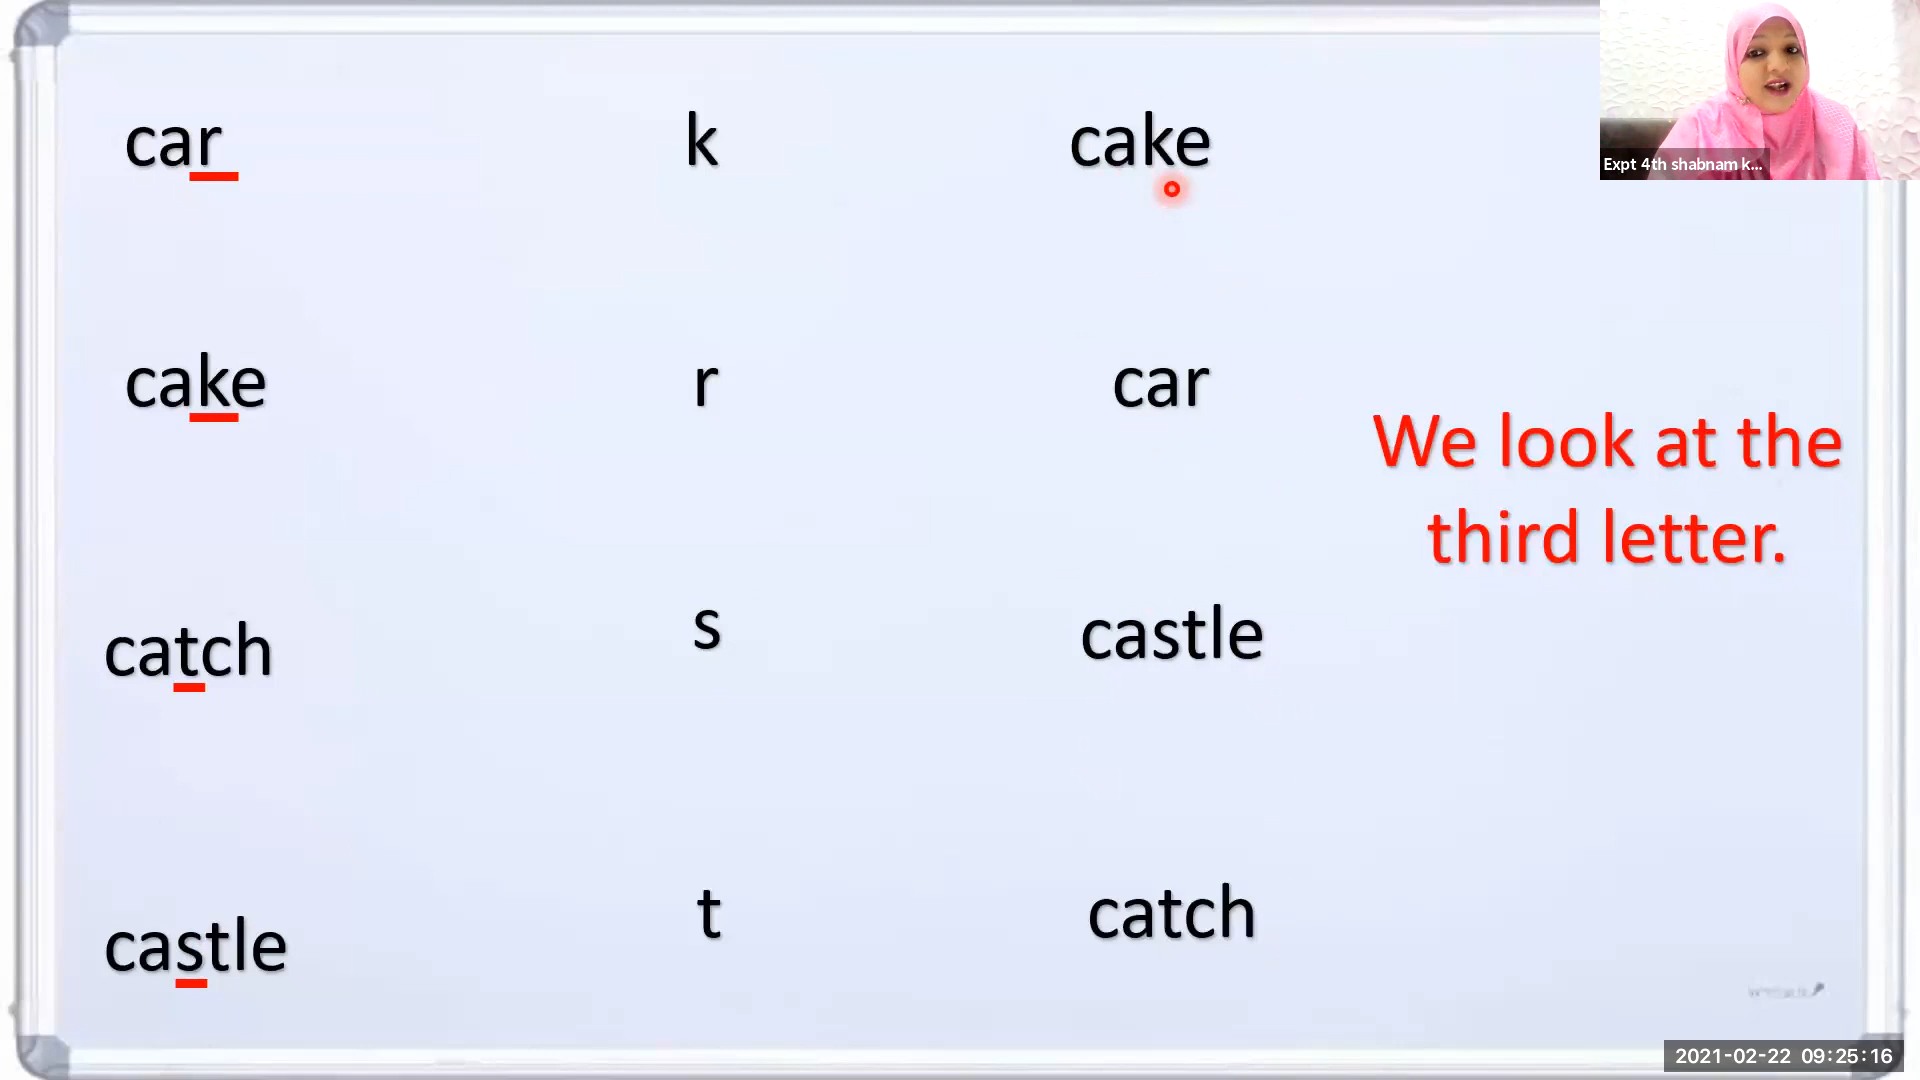 car k cake
Expt 4th shabnam k...
cake r car
We look at the
third letter.
catch s castle
castle t catch
2021-02-22 09:25:16